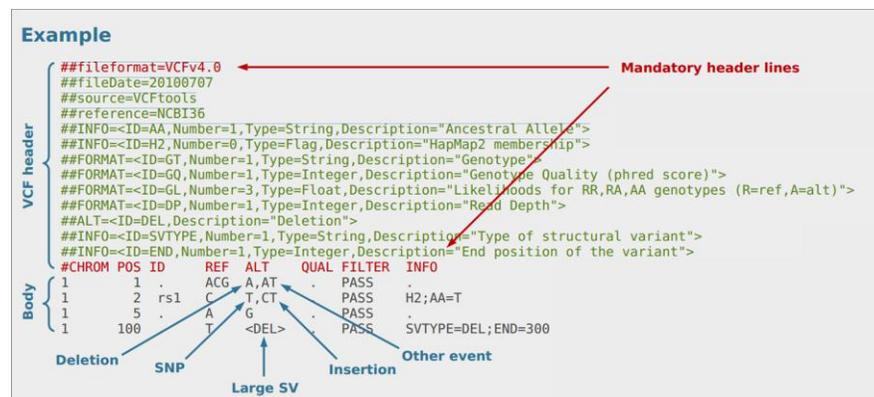 Example
##fileformat=VCFv4.0
Mandatory header lines
##fileDate=20100707
##source=VCFtools
##reference=NCBI36
##INFO=<ID=AA,Number=1,Type=String,Description="Ancestral Allele">
##INFO=<ID=H2,Number=0,Type=Flag,Description="HapMap2 membership">
##FORMAT=<ID=GT,Number=1,Type=String,Description="Genotype">
##FORMAT=<ID=GQ,Number=1,Type=Integer,Description="Genotype Quality (phred score)">
##FORMAT=<ID=GL,Number=3,Type=Float,Description="Likelihoods for RR,RA,AA genotypes (R=ref,A=alt)">
##FORMAT=<ID=DP,Number=1,Type=Integer,Description="Read Depth">
##ALT=<ID=DEL,Description="Deletion">
##INFO=<ID=SVTYPE,Number=1,Type=String,Description="Type of structural variant">
##INFO=<ID=END,Number=1,Type=Integer,Description="End position of the variant">
VCF header
#CHROM POS ID REF ALT QUAL FILTER INFO
1 1 . ACG A,AT . PASS .
1 2 rs1 C T,CT . PASS H2;AA=T
1 5 . A G . PASS .
1 100 . T <DEL> . PASS SVTYPE=DEL;END=300
Body
Deletion
SNP
Large SV
Insertion
Other event